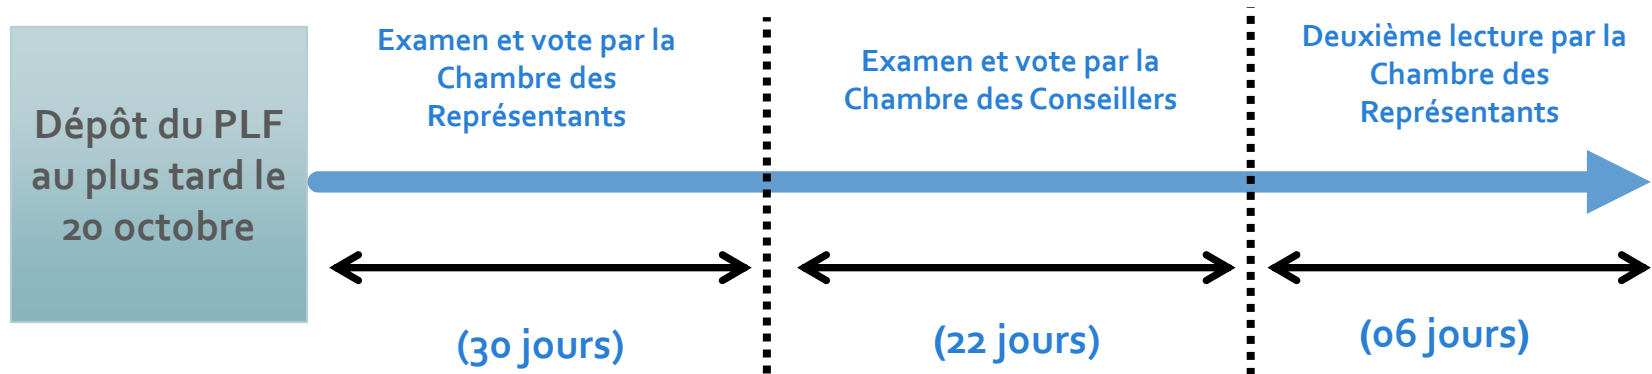 Dépôt du PLF
au plus tard le
20 octobre
Examen et vote par la
Chambre des
Représentants
(30 jours)
Examen et vote par la
Chambre des Conseillers
(22 jours)
Deuxième lecture par la
Chambre des
Représentants
(06 jours)